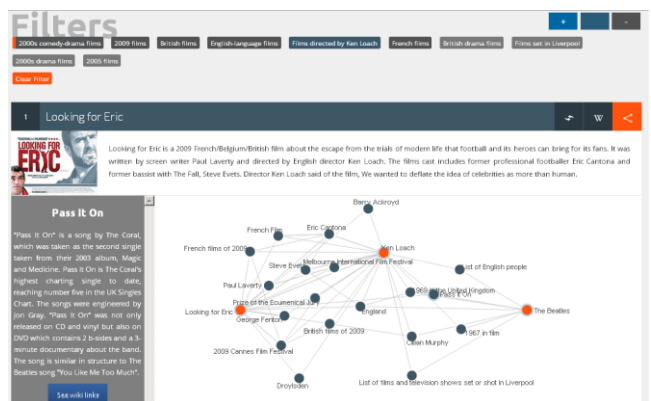 Filters
+
-
2000s comedy-drama films 2009 films British films English-language films Films directed by Ken Loach French films British drama films Films set in Liverpool
2000s drama films 2005 films
Clear Filter
1 Looking for Eric W
LOOKING FOR
ERIC
Looking for Eric is a 2009 French/Belgium/British film about the escape from the trials of modern life that football and its heroes can bring for its fans. It was
written by screen writer Paul Laverty and directed by English director Ken Loach. The films cast includes former professional footballer Eric Cantona and
former bassist with The Fall, Steve Evets. Director Ken Loach said of the film, We wanted to deflate the idea of celebrities as more than human.
Pass It On
"Pass It On" is a song by The Coral,
which was taken as the second single
taken from their 2003 album, Magic
and Medicine. Pass It On is The Coral's
highest charting single to date,
reaching number five in the UK Singles
Chart. The songs were engineered by
Jon Gray. "Pass It On" was not only
released on CD and vinyl but also on
DVD which contains 2 b-sides and a 3-
minute documentary about the band.
The song is similar in structure to The
Beatles song "You Like Me Too Much".
See wiki links
Barry Ackroyd
French Film
Eric Cantona
French films of 2009
Ken Loach
Steve Evets
Melbourne International Film Festival
List of English people
Paul Laverty
1969 in the United Kingdom
Pass It On
Prize of the Ecumenical Jury
Looking for Eric
George Fenton
England
The Beatles
British films of 2009
1967 in film
Cillian Murphy
2009 Cannes Film Festival
Droylsden
List of films and television shows set or shot in Liverpool